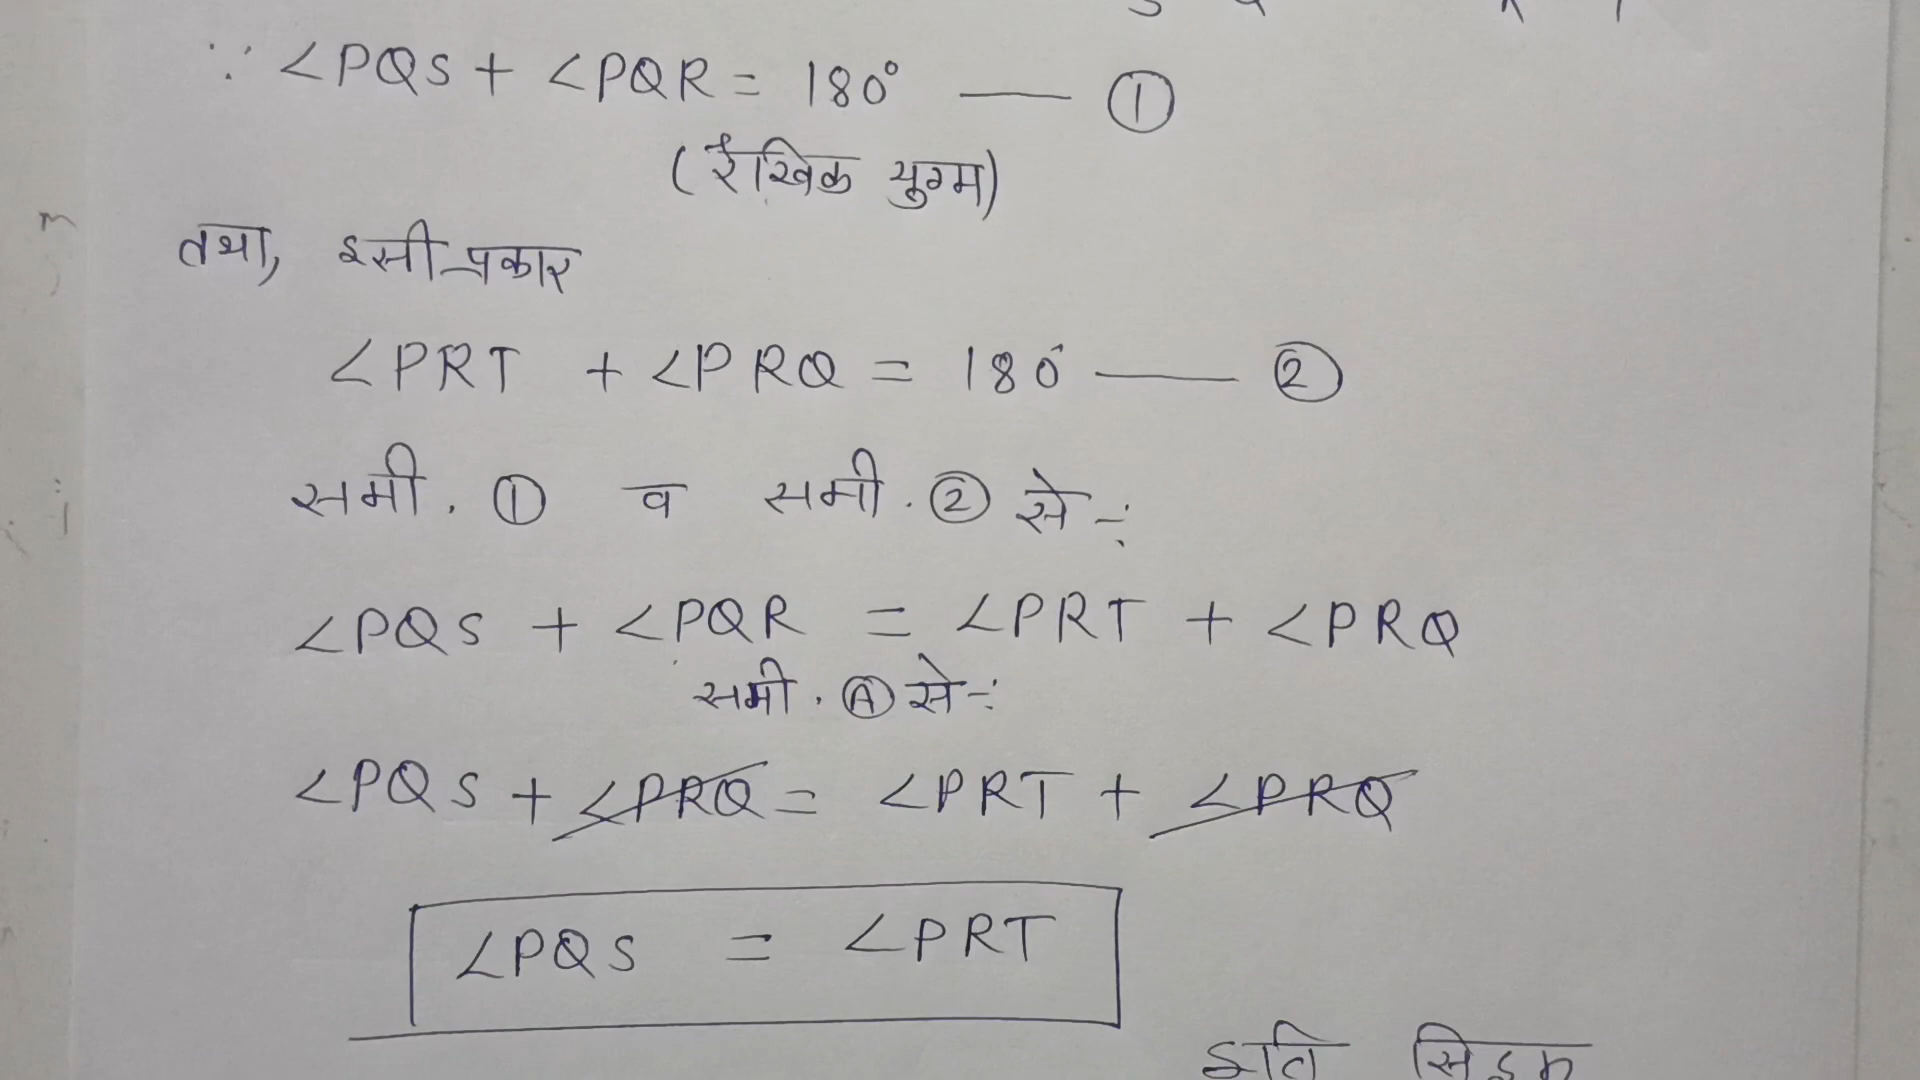 ∵ ∠PQS + ∠PQR = 180° — ①
(रैखिक युग्म)
तथा, इसी प्रकार
∠PRT + ∠PRQ = 180° — ②
समी. ① व समी. ② से -:
∠PQS + ∠PQR = ∠PRT + ∠PRQ
समी. Ⓐ से -:
∠PQS + ∠PRQ = ∠PRT + ∠PRQ
∠PQS = ∠PRT
इति सिद्धम